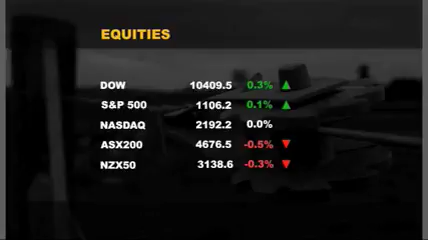 EQUITIES
DOW 10409.5 0.3% ▲
S&P 500 1106.2 0.1% ▲
NASDAQ 2192.2 0.0%
ASX200 4676.5 -0.5% ▼
NZX50 3138.6 -0.3% ▼